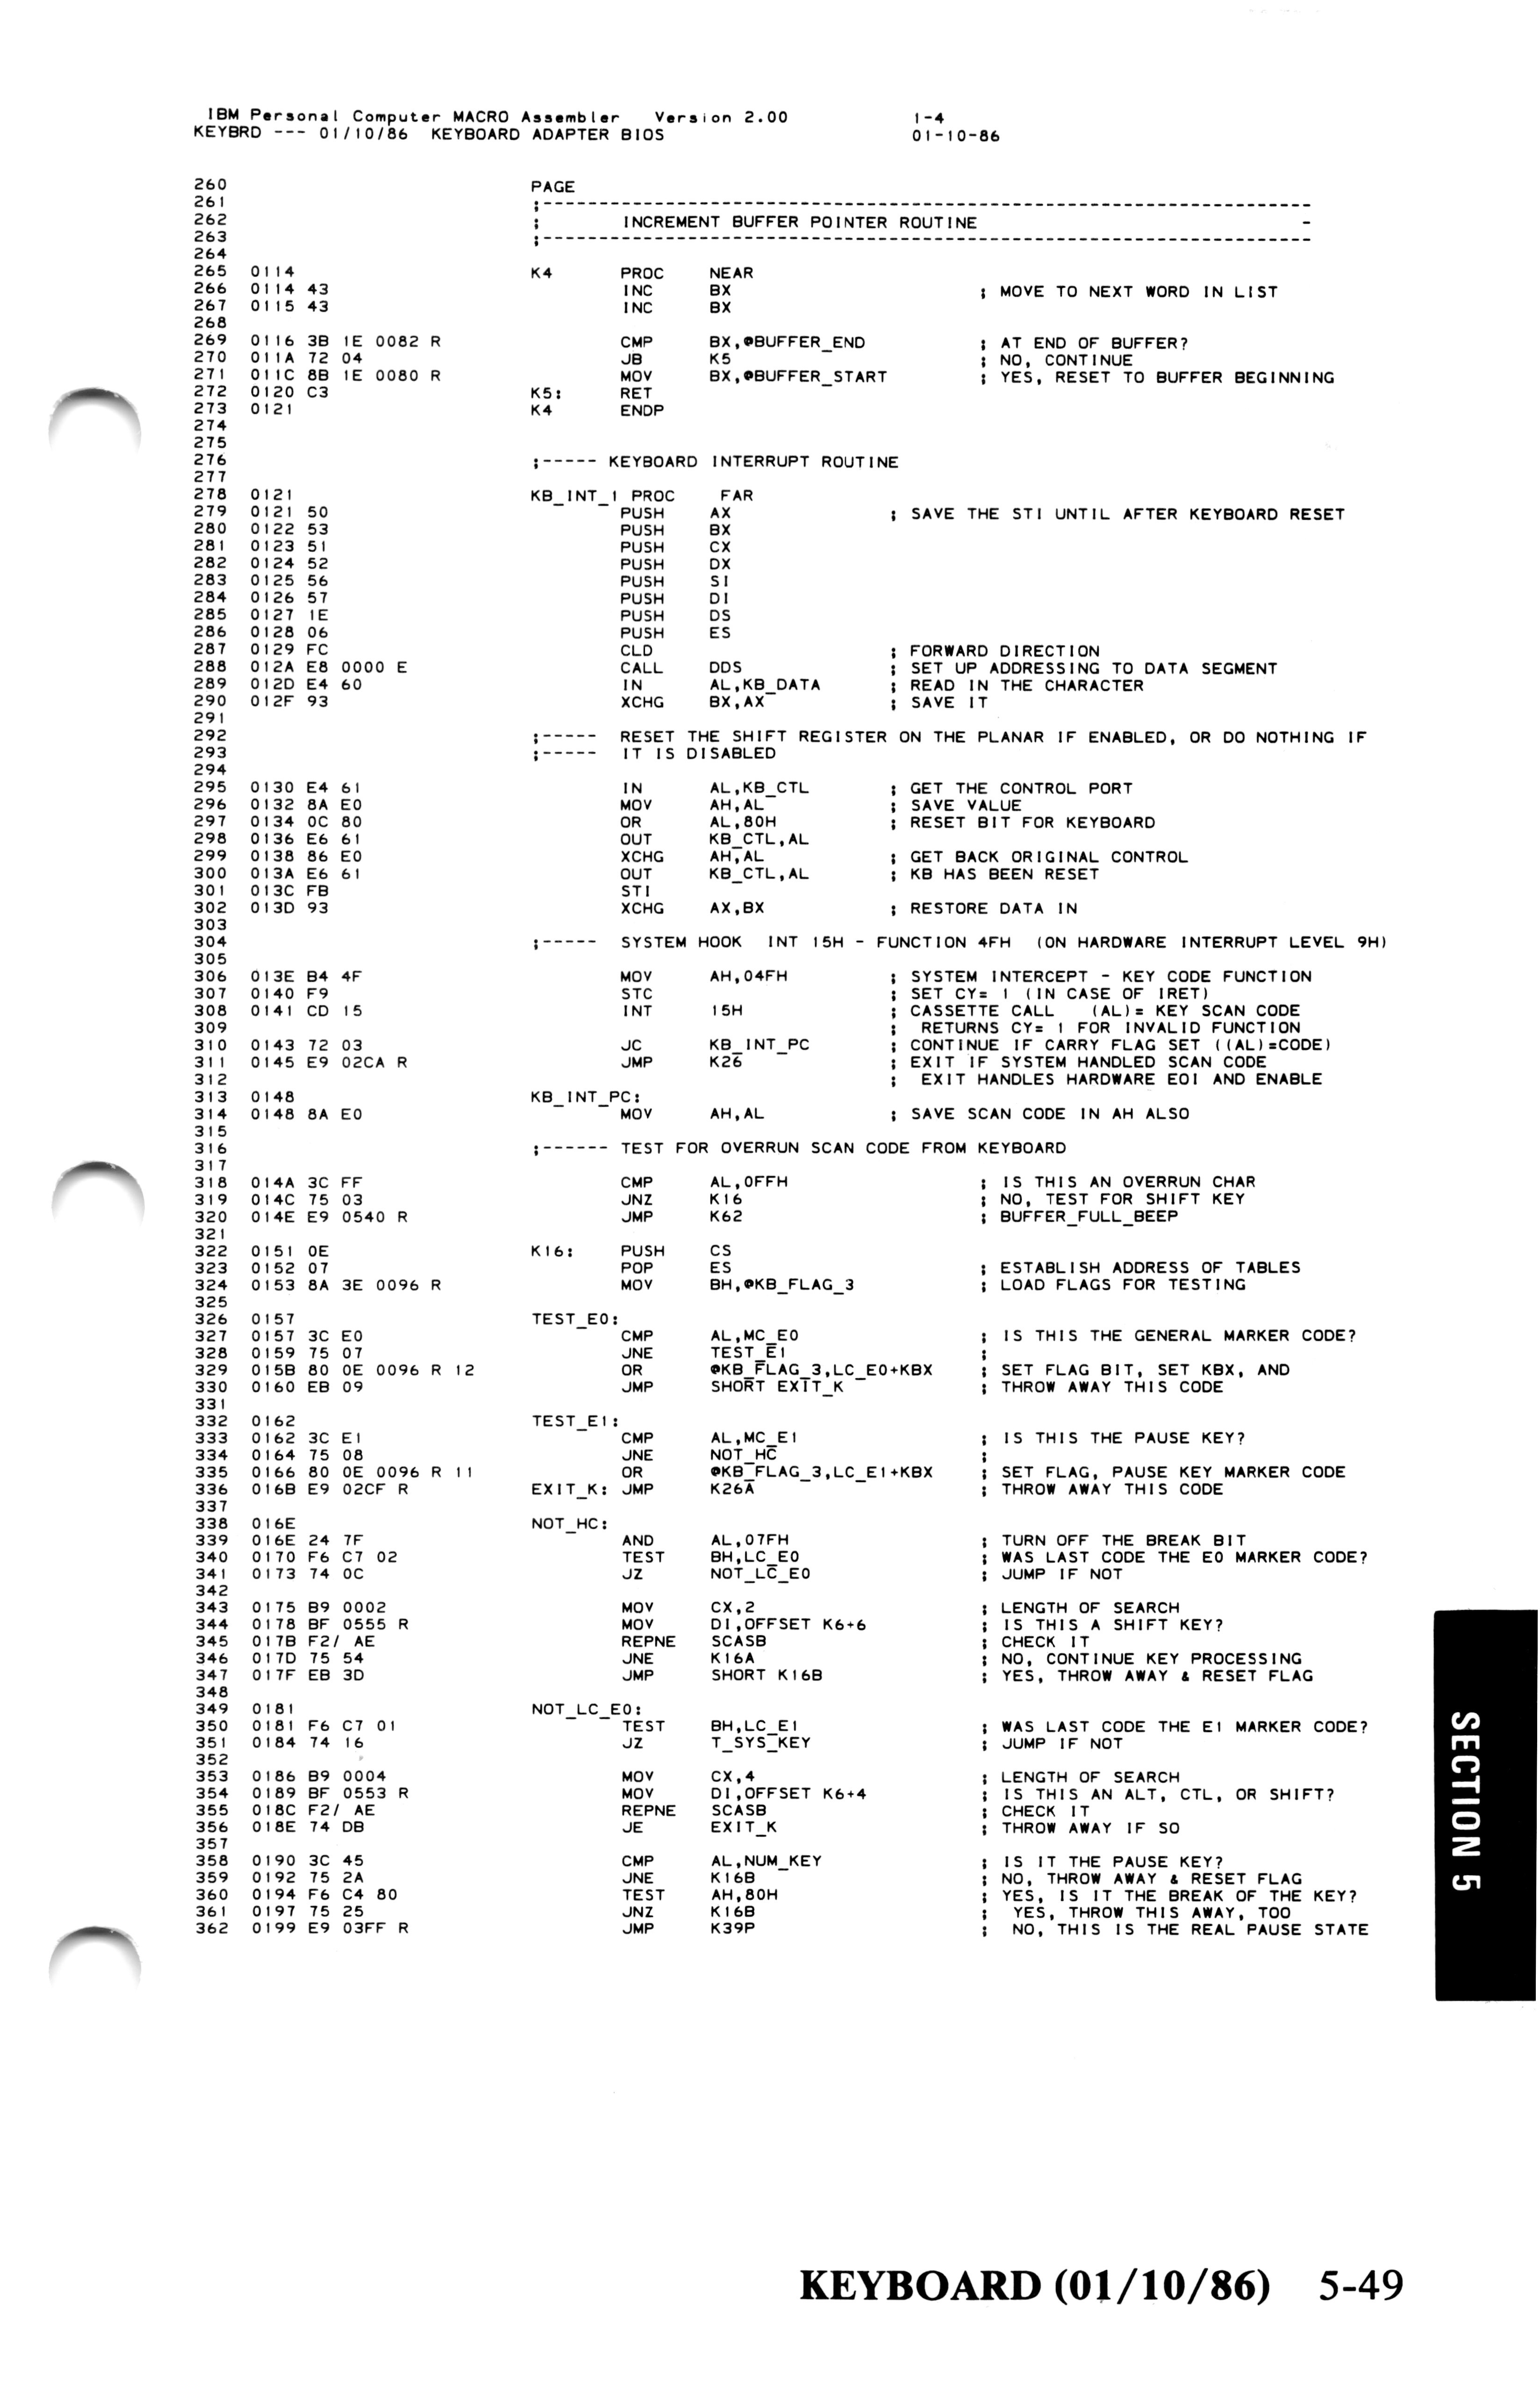 IBM Personal Computer MACRO Assembler   Version 2.00            1-4
KEYBRD --- 01/10/86  KEYBOARD ADAPTER BIOS                      01-10-86
260                             PAGE
261                             ;-----------------------------------------------------------------------
262                             ;       INCREMENT BUFFER POINTER ROUTINE                               -
263                             ;-----------------------------------------------------------------------
264
265  0114                       K4      PROC    NEAR
266  0114 43                            INC     BX                      ; MOVE TO NEXT WORD IN LIST
267  0115 43                            INC     BX
268
269  0116 3B 1E 0082 R                  CMP     BX,@BUFFER_END          ; AT END OF BUFFER?
270  011A 72 04                         JB      K5                      ; NO, CONTINUE
271  011C 8B 1E 0080 R                  MOV     BX,@BUFFER_START        ; YES, RESET TO BUFFER BEGINNING
272  0120 C3                    K5:     RET
273  0121                       K4      ENDP
274
275
276                             ;----- KEYBOARD INTERRUPT ROUTINE
277
278  0121                       KB_INT_1 PROC    FAR
279  0121 50                            PUSH    AX              ; SAVE THE STI UNTIL AFTER KEYBOARD RESET
280  0122 53                            PUSH    BX
281  0123 51                            PUSH    CX
282  0124 52                            PUSH    DX
283  0125 56                            PUSH    SI
284  0126 57                            PUSH    DI
285  0127 1E                            PUSH    DS
286  0128 06                            PUSH    ES
287  0129 FC                            CLD                     ; FORWARD DIRECTION
288  012A E8 0000 E                     CALL    DDS             ; SET UP ADDRESSING TO DATA SEGMENT
289  012D E4 60                         IN      AL,KB_DATA      ; READ IN THE CHARACTER
290  012F 93                            XCHG    BX,AX           ; SAVE IT
291
292                             ;-----  RESET THE SHIFT REGISTER ON THE PLANAR IF ENABLED, OR DO NOTHING IF
293                             ;-----  IT IS DISABLED
294
295  0130 E4 61                         IN      AL,KB_CTL       ; GET THE CONTROL PORT
296  0132 8A E0                         MOV     AH,AL           ; SAVE VALUE
297  0134 0C 80                         OR      AL,80H          ; RESET BIT FOR KEYBOARD
298  0136 E6 61                         OUT     KB_CTL,AL
299  0138 86 E0                         XCHG    AH,AL           ; GET BACK ORIGINAL CONTROL
300  013A E6 61                         OUT     KB_CTL,AL       ; KB HAS BEEN RESET
301  013C FB                            STI
302  013D 93                            XCHG    AX,BX           ; RESTORE DATA IN
303
304                             ;-----  SYSTEM HOOK  INT 15H - FUNCTION 4FH  (ON HARDWARE INTERRUPT LEVEL 9H)
305
306  013E B4 4F                         MOV     AH,04FH         ; SYSTEM INTERCEPT - KEY CODE FUNCTION
307  0140 F9                            STC                     ; SET CY= 1 (IN CASE OF IRET)
308  0141 CD 15                         INT     15H             ; CASSETTE CALL   (AL)= KEY SCAN CODE
309                                                             ;  RETURNS CY= 1 FOR INVALID FUNCTION
310  0143 72 03                         JC      KB_INT_PC       ; CONTINUE IF CARRY FLAG SET ((AL)=CODE)
311  0145 E9 02CA R                     JMP     K26             ; EXIT IF SYSTEM HANDLED SCAN CODE
312                                                             ;  EXIT HANDLES HARDWARE EOI AND ENABLE
313  0148                       KB_INT_PC:
314  0148 8A E0                         MOV     AH,AL           ; SAVE SCAN CODE IN AH ALSO
315
316                             ;------ TEST FOR OVERRUN SCAN CODE FROM KEYBOARD
317
318  014A 3C FF                         CMP     AL,0FFH                 ; IS THIS AN OVERRUN CHAR
319  014C 75 03                         JNZ     K16                     ; NO, TEST FOR SHIFT KEY
320  014E E9 0540 R                     JMP     K62                     ; BUFFER_FULL_BEEP
321
322  0151 0E                    K16:    PUSH    CS
323  0152 07                            POP     ES                      ; ESTABLISH ADDRESS OF TABLES
324  0153 8A 3E 0096 R                  MOV     BH,@KB_FLAG_3           ; LOAD FLAGS FOR TESTING
325
326  0157                       TEST_E0:
327  0157 3C E0                         CMP     AL,MC_E0                ; IS THIS THE GENERAL MARKER CODE?
328  0159 75 07                         JNE     TEST_E1                 ;
329  015B 80 0E 0096 R 12               OR      @KB_FLAG_3,LC_E0+KBX    ; SET FLAG BIT, SET KBX, AND
330  0160 EB 09                         JMP     SHORT EXIT_K            ; THROW AWAY THIS CODE
331
332  0162                       TEST_E1:
333  0162 3C E1                         CMP     AL,MC_E1                ; IS THIS THE PAUSE KEY?
334  0164 75 08                         JNE     NOT_HC                  ;
335  0166 80 0E 0096 R 11               OR      @KB_FLAG_3,LC_E1+KBX    ; SET FLAG, PAUSE KEY MARKER CODE
336  016B E9 02CF R             EXIT_K: JMP     K26A                    ; THROW AWAY THIS CODE
337
338  016E                       NOT_HC:
339  016E 24 7F                         AND     AL,07FH                 ; TURN OFF THE BREAK BIT
340  0170 F6 C7 02                      TEST    BH,LC_E0                ; WAS LAST CODE THE E0 MARKER CODE?
341  0173 74 0C                         JZ      NOT_LC_E0               ; JUMP IF NOT
342
343  0175 B9 0002                       MOV     CX,2                    ; LENGTH OF SEARCH
344  0178 BF 0555 R                     MOV     DI,OFFSET K6+6          ; IS THIS A SHIFT KEY?
345  017B F2/ AE                        REPNE   SCASB                   ; CHECK IT
346  017D 75 54                         JNE     K16A                    ; NO, CONTINUE KEY PROCESSING
347  017F EB 3D                         JMP     SHORT K16B              ; YES, THROW AWAY & RESET FLAG
348
349  0181                       NOT_LC_E0:
350  0181 F6 C7 01                      TEST    BH,LC_E1                ; WAS LAST CODE THE E1 MARKER CODE?
351  0184 74 16                         JZ      T_SYS_KEY               ; JUMP IF NOT
352
353  0186 B9 0004                       MOV     CX,4                    ; LENGTH OF SEARCH
354  0189 BF 0553 R                     MOV     DI,OFFSET K6+4          ; IS THIS AN ALT, CTL, OR SHIFT?
355  018C F2/ AE                        REPNE   SCASB                   ; CHECK IT
356  018E 74 DB                         JE      EXIT_K                  ; THROW AWAY IF SO
357
358  0190 3C 45                         CMP     AL,NUM_KEY              ; IS IT THE PAUSE KEY?
359  0192 75 2A                         JNE     K16B                    ; NO, THROW AWAY & RESET FLAG
360  0194 F6 C4 80                      TEST    AH,80H                  ; YES, IS IT THE BREAK OF THE KEY?
361  0197 75 25                         JNZ     K16B                    ;  YES, THROW THIS AWAY, TOO
362  0199 E9 03FF R                     JMP     K39P                    ;  NO, THIS IS THE REAL PAUSE STATE
SECTION 5
KEYBOARD (01/10/86)   5-49